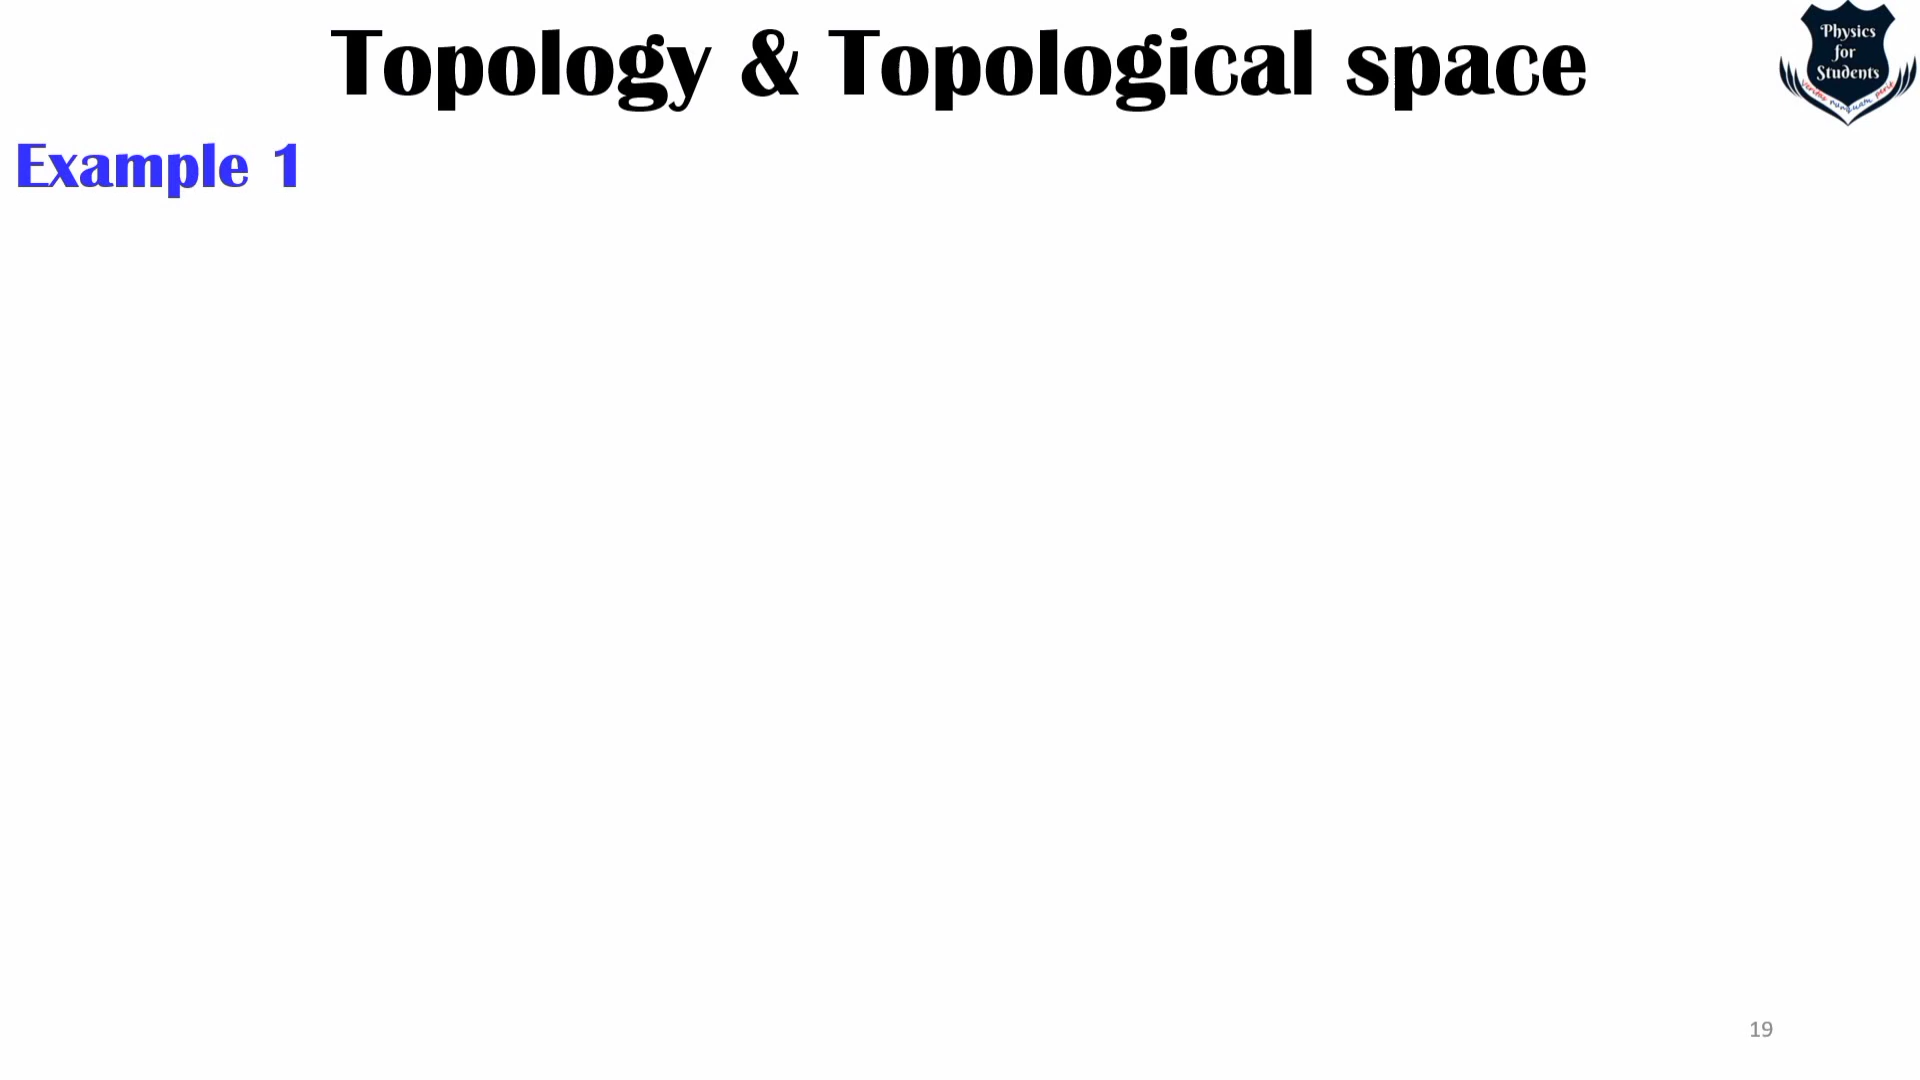 Topology & Topological space
Physics
for
Students
Example 1
19